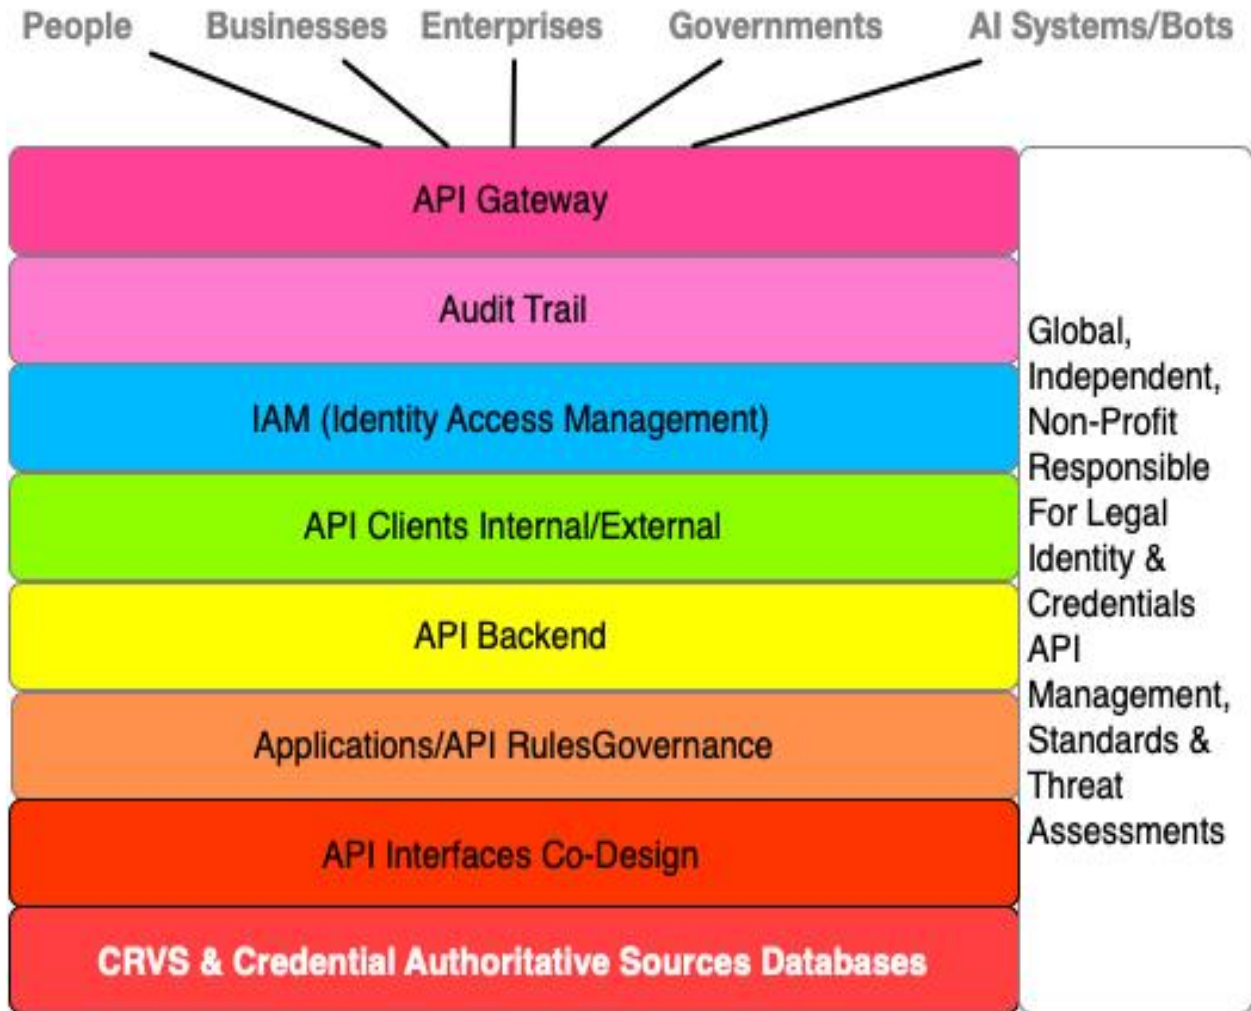 People Businesses Enterprises Governments AI Systems/Bots
API Gateway
Audit Trail
IAM (Identity Access Management)
API Clients Internal/External
API Backend
Applications/API RulesGovernance
API Interfaces Co-Design
CRVS & Credential Authoritative Sources Databases
Global,
Independent,
Non-Profit
Responsible
For Legal
Identity &
Credentials
API
Management,
Standards &
Threat
Assessments